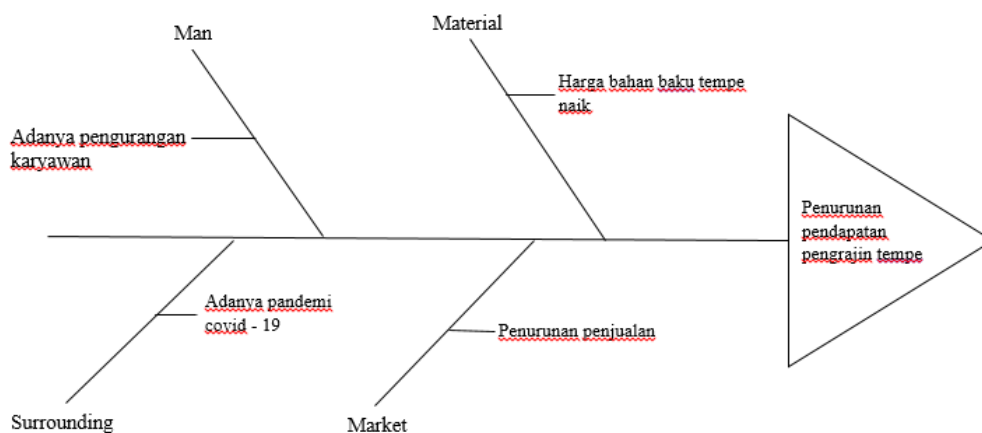 Man
Material
Harga bahan baku tempe
naik
Adanya pengurangan
karyawan
Penurunan
pendapatan
pengrajin tempe
Adanya pandemi
covid - 19
Penurunan penjualan
Surrounding
Market